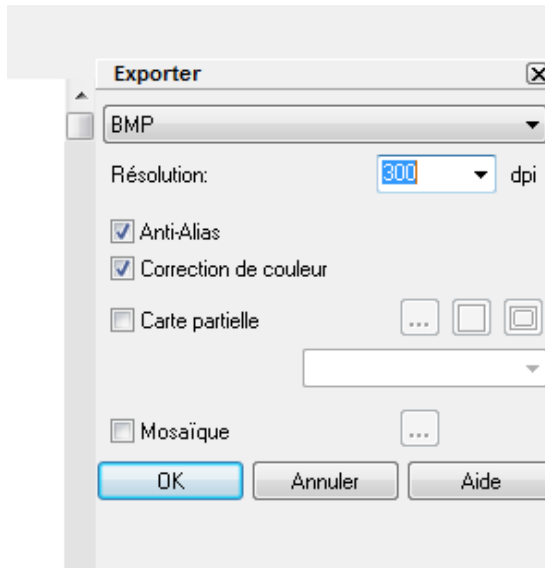 Exporter
BMP
Résolution: 300 dpi
Anti-Alias
Correction de couleur
Carte partielle ...
Mosaïque ...
OK Annuler Aide